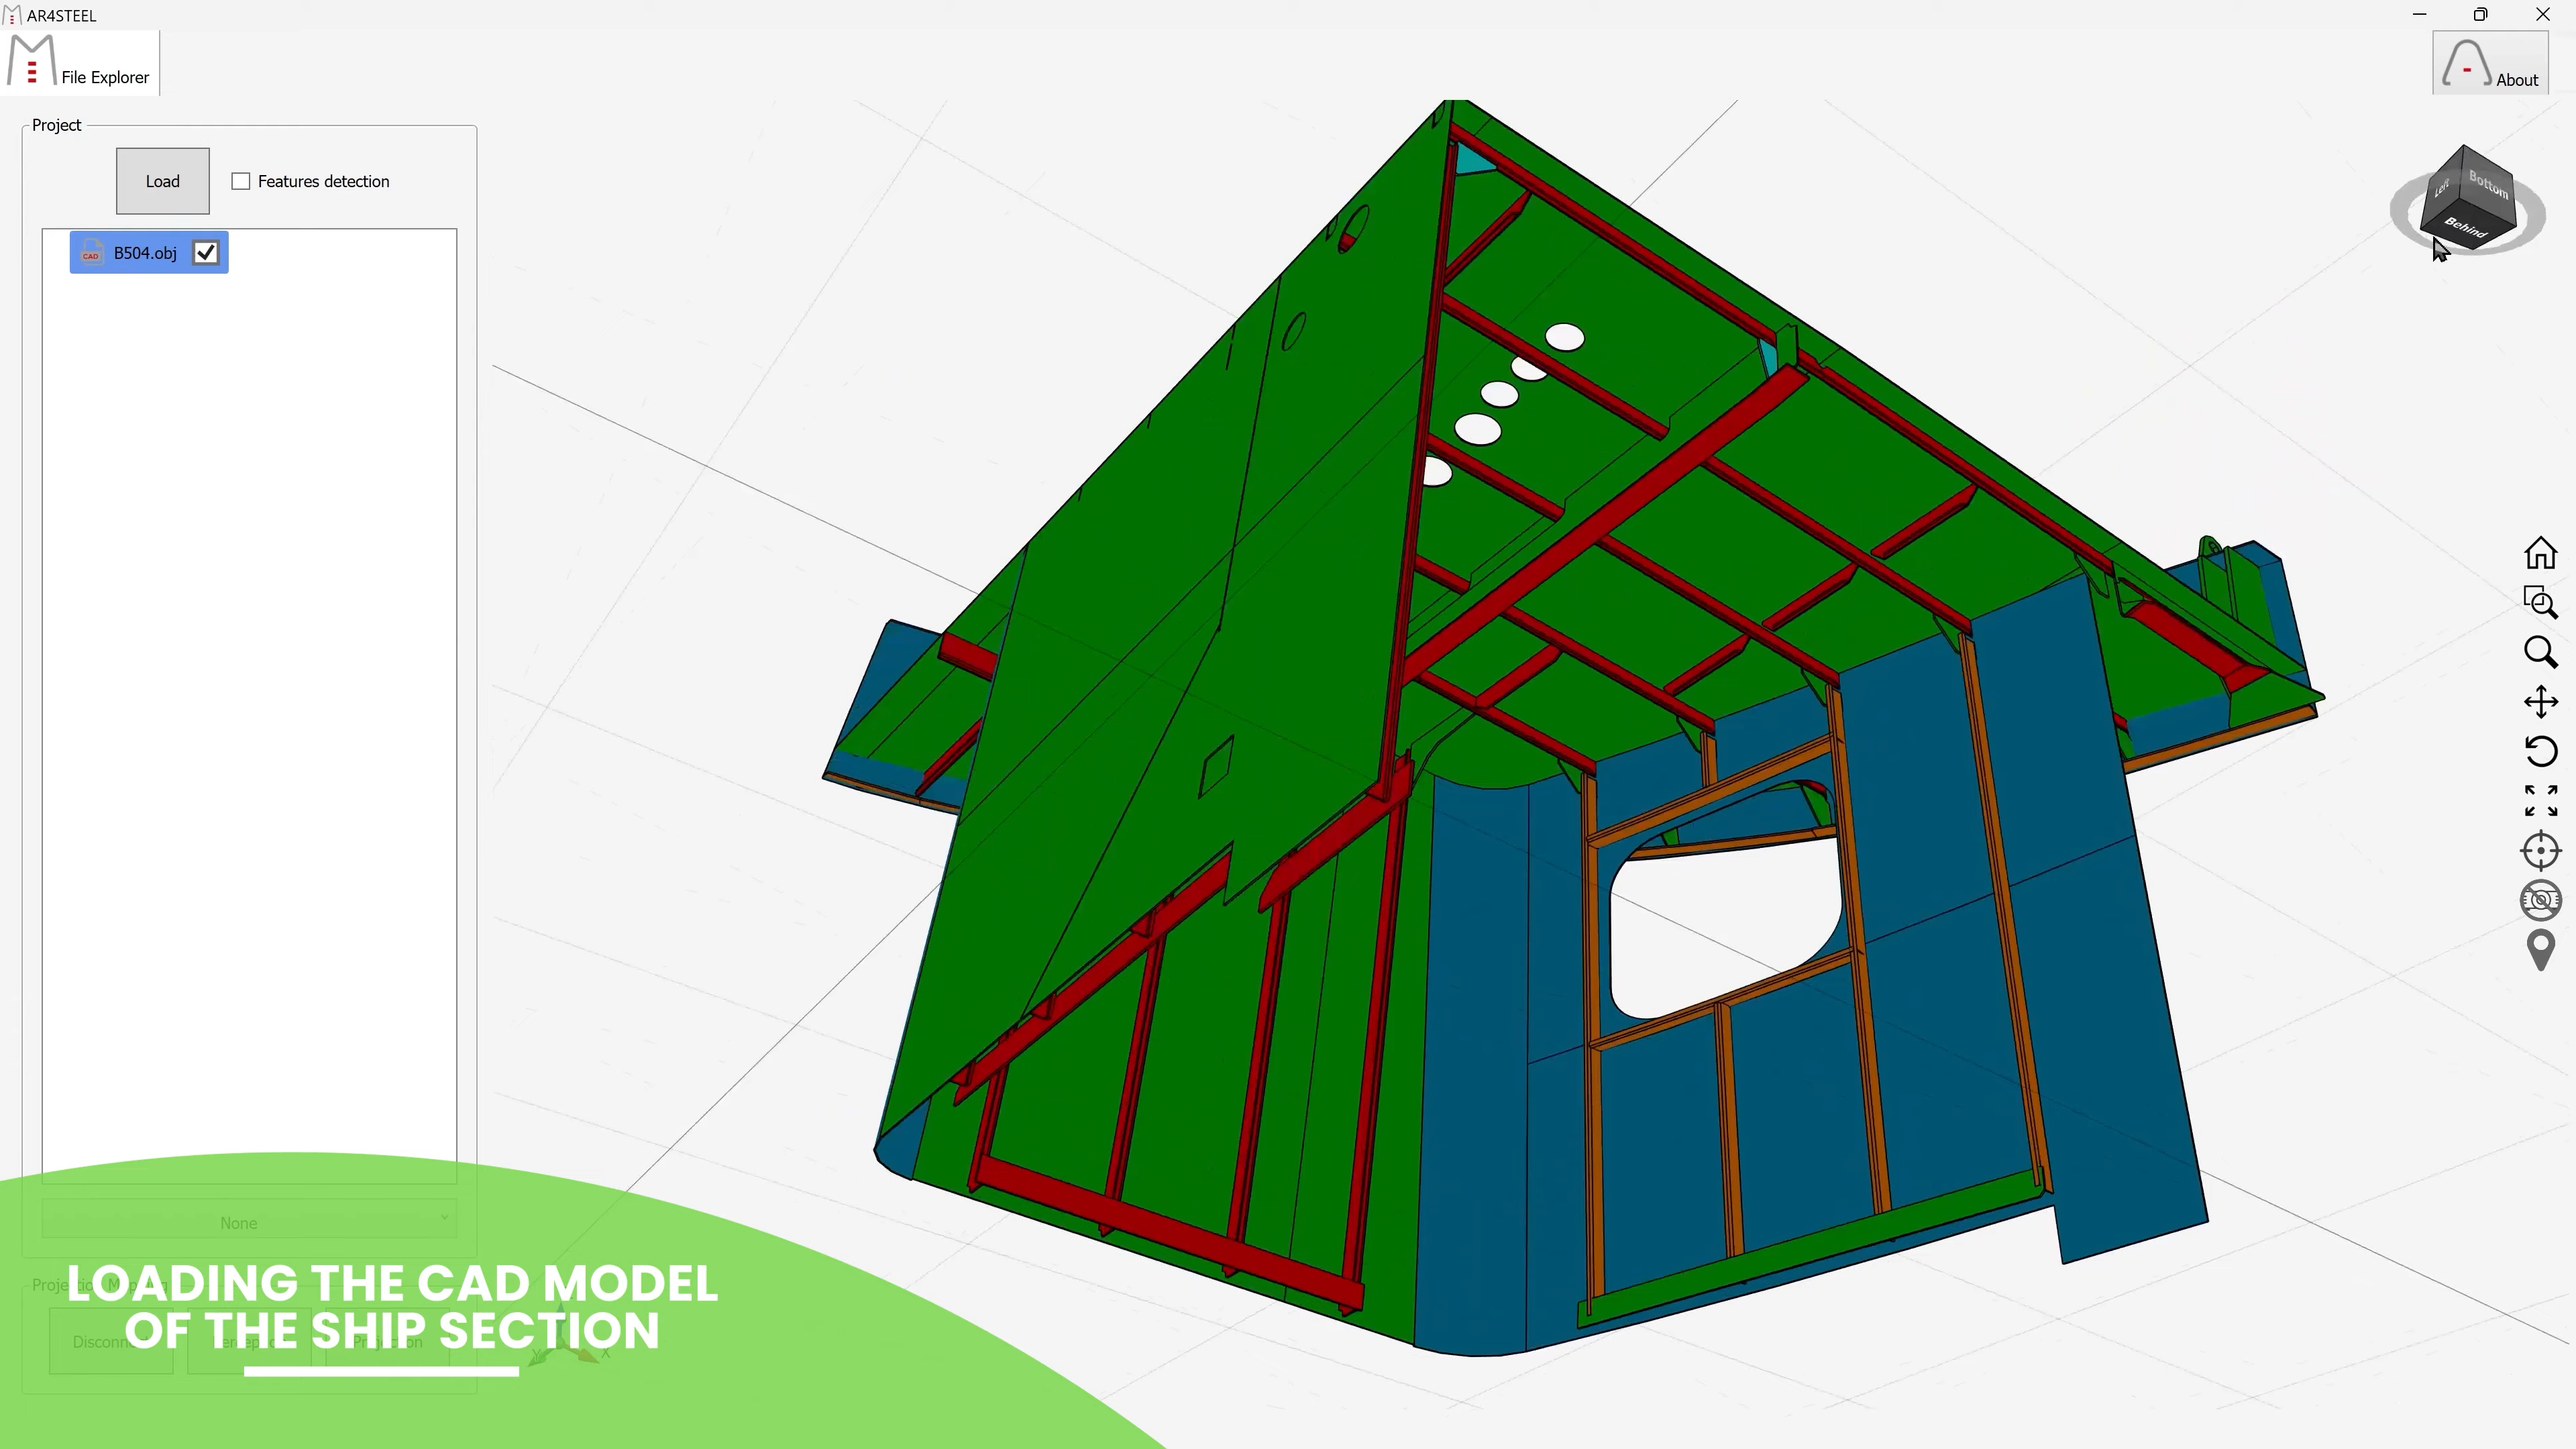 AR4STEEL
File Explorer
About
Project
Load
Features detection
CAD
B504.obj
Left
Bottom
Behind
None
LOADING THE CAD MODEL
OF THE SHIP SECTION
X
Y